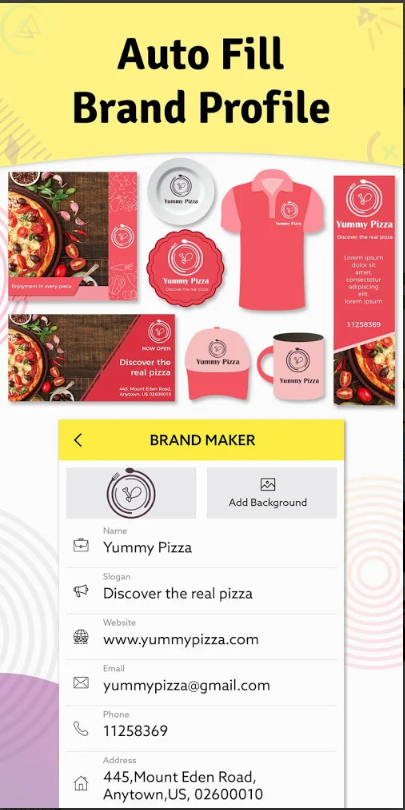 Auto Fill
Brand Profile
Yummy Pizza
Yummy Pizza
Yummy Pizza
Discover the real pizza
Yummy Pizza
Discover the real pizza
Lorem ipsum
dolor sit
amet,
consectetur
adipiscing
elit.
lorem ipsum
11258369
Enjoyment in every piece
NOW OPEN
Discover the
real pizza
445, Mount Eden Road,
Anytown, US 02600010
Yummy Pizza
Yummy Pizza
BRAND MAKER
Add Background
Name
Yummy Pizza
Slogan
Discover the real pizza
Website
www.yummypizza.com
Email
yummypizza@gmail.com
Phone
11258369
Address
445,Mount Eden Road,
Anytown,US, 02600010